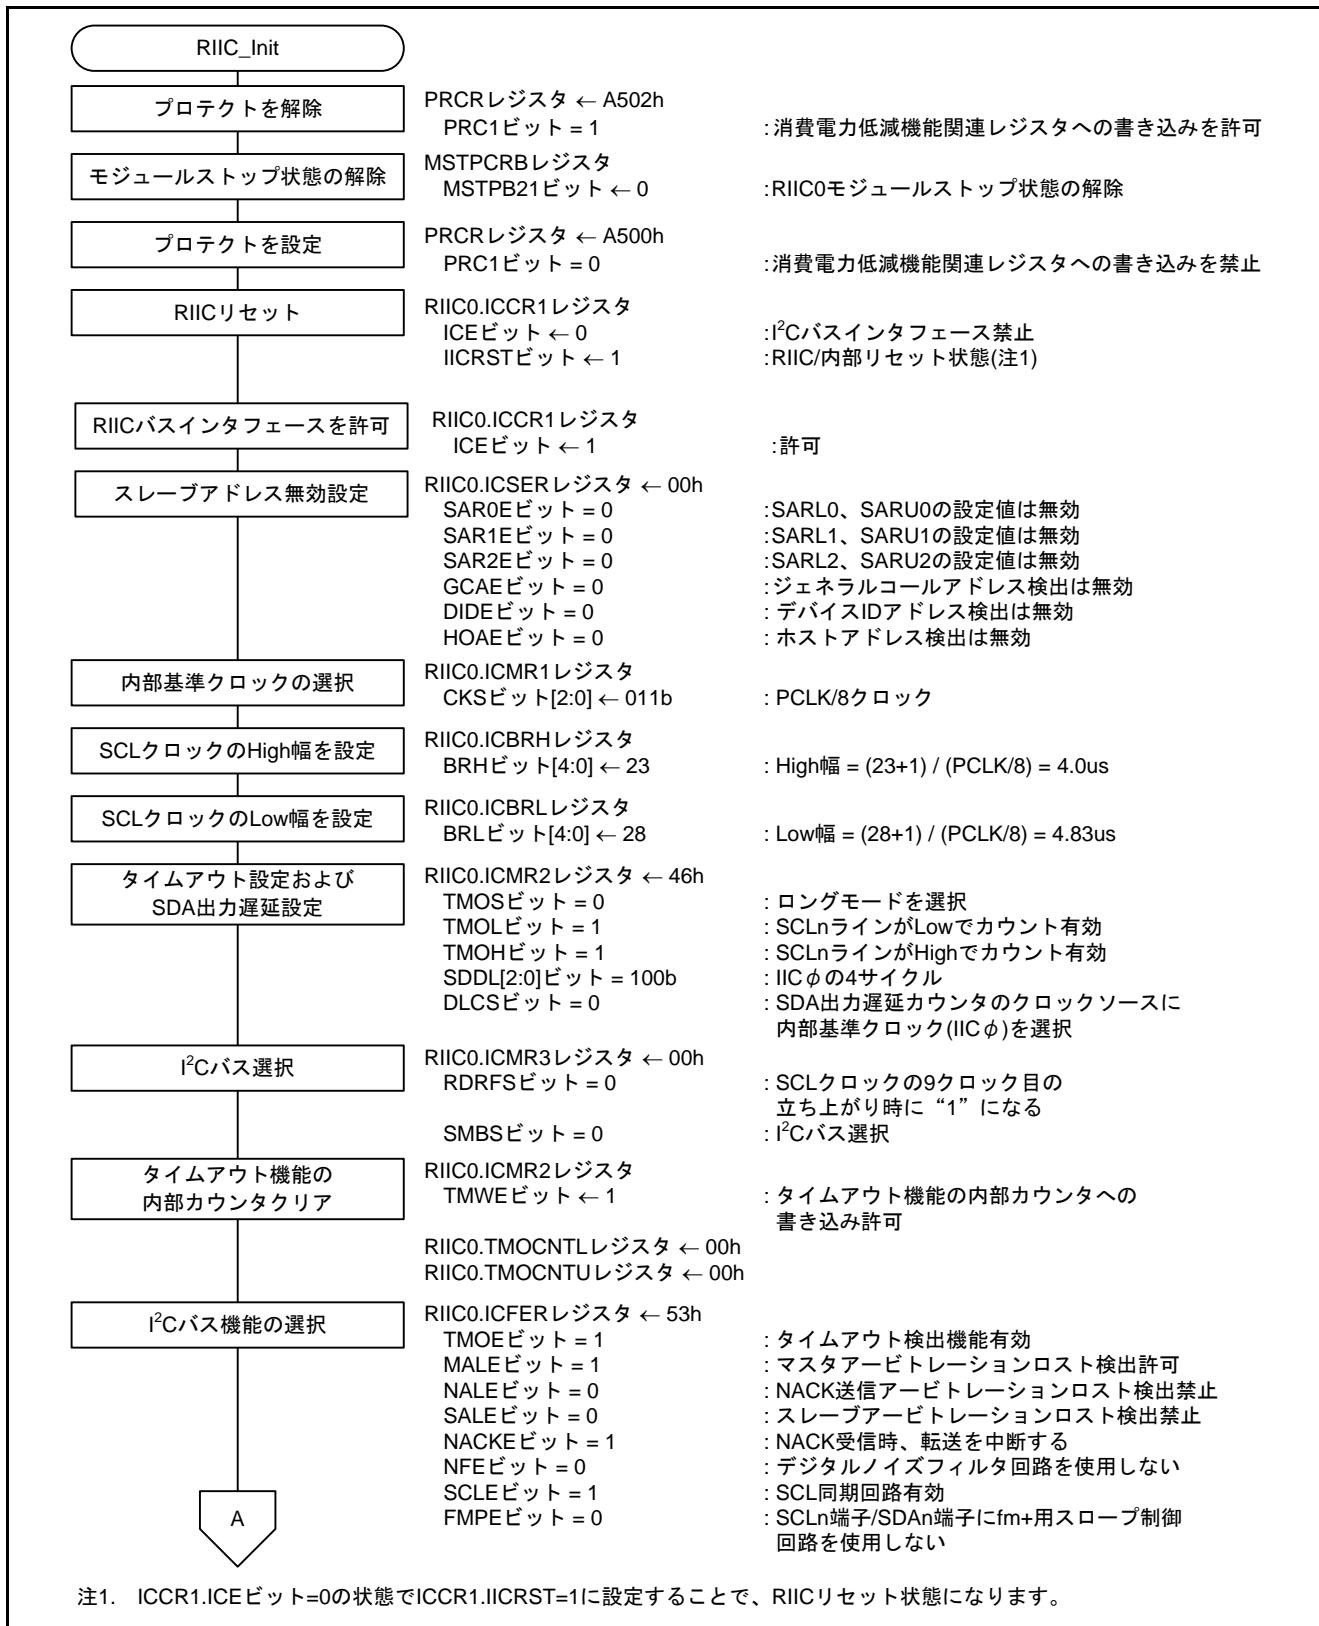 RIIC_Init
プロテクトを解除
PRCRレジスタ ← A502h
PRC1ビット = 1 :消費電力低減機能関連レジスタへの書き込みを許可
モジュールストップ状態の解除
MSTPCRBレジスタ
MSTPB21ビット ← 0 :RIIC0モジュールストップ状態の解除
プロテクトを設定
PRCRレジスタ ← A500h
PRC1ビット = 0 :消費電力低減機能関連レジスタへの書き込みを禁止
RIICリセット
RIIC0.ICCR1レジスタ
ICEビット ← 0 :I²Cバスインタフェース禁止
IICRSTビット ← 1 :RIIC/内部リセット状態(注1)
RIICバスインタフェースを許可
RIIC0.ICCR1レジスタ
ICEビット ← 1 :許可
スレーブアドレス無効設定
RIIC0.ICSERレジスタ ← 00h
SAR0Eビット = 0 :SARL0、SARU0の設定値は無効
SAR1Eビット = 0 :SARL1、SARU1の設定値は無効
SAR2Eビット = 0 :SARL2、SARU2の設定値は無効
GCAEビット = 0 :ジェネラルコールアドレス検出は無効
DIDEビット = 0 : デバイスIDアドレス検出は無効
HOAEビット = 0 : ホストアドレス検出は無効
内部基準クロックの選択
RIIC0.ICMR1レジスタ
CKSビット[2:0] ← 011b : PCLK/8クロック
SCLクロックのHigh幅を設定
RIIC0.ICBRHレジスタ
BRHビット[4:0] ← 23 : High幅 = (23+1) / (PCLK/8) = 4.0us
SCLクロックのLow幅を設定
RIIC0.ICBRLレジスタ
BRLビット[4:0] ← 28 : Low幅 = (28+1) / (PCLK/8) = 4.83us
タイムアウト設定および
SDA出力遅延設定
RIIC0.ICMR2レジスタ ← 46h
TMOSビット = 0 : ロングモードを選択
TMOLビット = 1 : SCLnラインがLowでカウント有効
TMOHビット = 1 : SCLnラインがHighでカウント有効
SDDL[2:0]ビット = 100b : IICφの4サイクル
DLCSビット = 0 : SDA出力遅延カウンタのクロックソースに
内部基準クロック(IICφ)を選択
I²Cバス選択
RIIC0.ICMR3レジスタ ← 00h
RDRFSビット = 0 : SCLクロックの9クロック目の
立ち上がり時に“1”になる
SMBSビット = 0 : I²Cバス選択
タイムアウト機能の
内部カウンタクリア
RIIC0.ICMR2レジスタ
TMWEビット ← 1 : タイムアウト機能の内部カウンタへの
書き込み許可
RIIC0.TMOCNTLレジスタ ← 00h
RIIC0.TMOCNTUレジスタ ← 00h
I²Cバス機能の選択
RIIC0.ICFERレジスタ ← 53h
TMOEビット = 1 : タイムアウト検出機能有効
MALEビット = 1 : マスタアービトレーションロスト検出許可
NALEビット = 0 : NACK送信アービトレーションロスト検出禁止
SALEビット = 0 : スレーブアービトレーションロスト検出禁止
NACKEビット = 1 : NACK受信時、転送を中断する
NFEビット = 0 : デジタルノイズフィルタ回路を使用しない
SCLEビット = 1 : SCL同期回路有効
FMPEビット = 0 : SCLn端子/SDAn端子にfm+用スロープ制御
回路を使用しない
A
注1. ICCR1.ICEビット=0の状態でICCR1.IICRST=1に設定することで、RIICリセット状態になります。